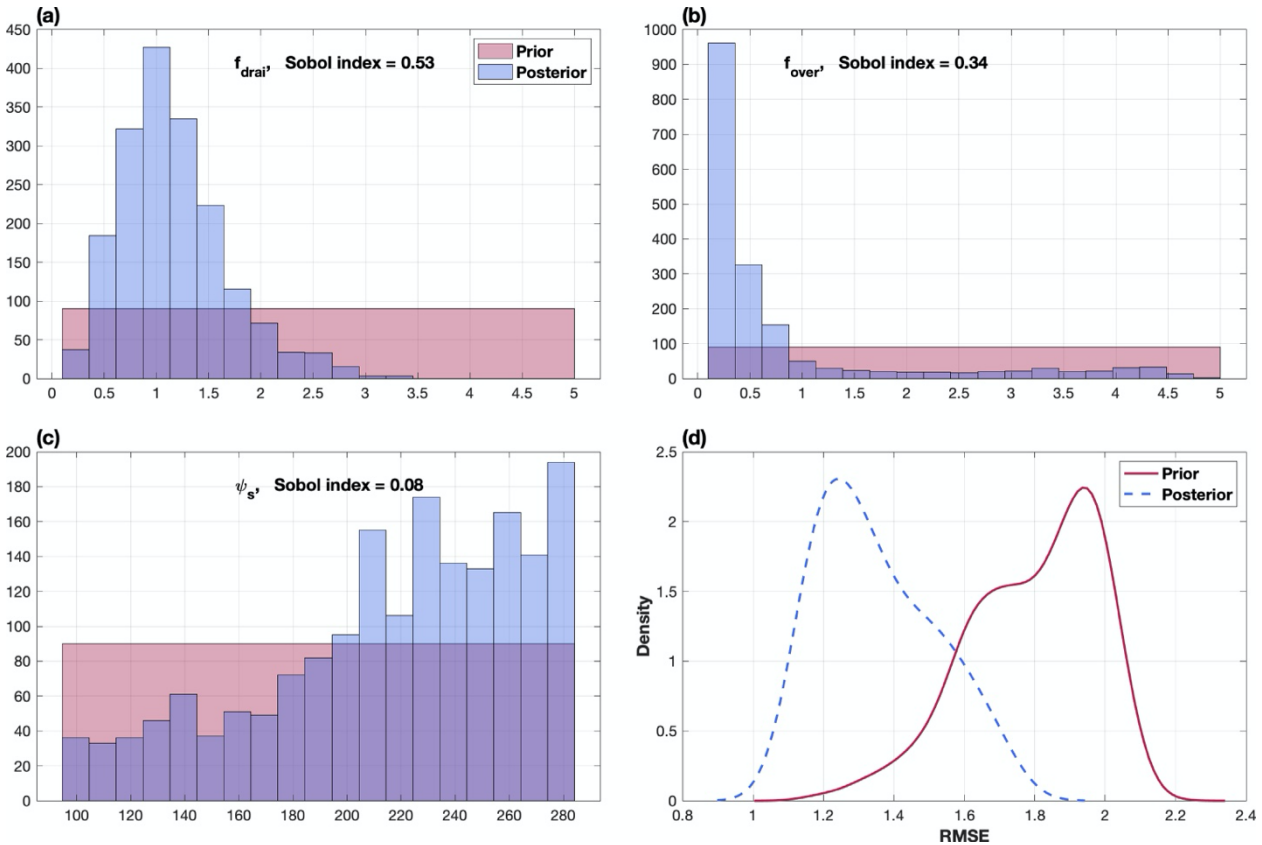 (a)
450
400
350
300
250
200
150
100
50
0
f_drai, Sobol index = 0.53
Prior
Posterior
0 0.5 1 1.5 2 2.5 3 3.5 4 4.5 5
(b)
1000
900
800
700
600
500
400
300
200
100
0
f_over, Sobol index = 0.34
0 0.5 1 1.5 2 2.5 3 3.5 4 4.5 5
(c)
200
180
160
140
120
100
80
60
40
20
0
ψ_s, Sobol index = 0.08
100 120 140 160 180 200 220 240 260 280
(d)
2.5
2
1.5
1
0.5
0
Density
Prior
Posterior
0.8 1 1.2 1.4 1.6 1.8 2 2.2 2.4
RMSE